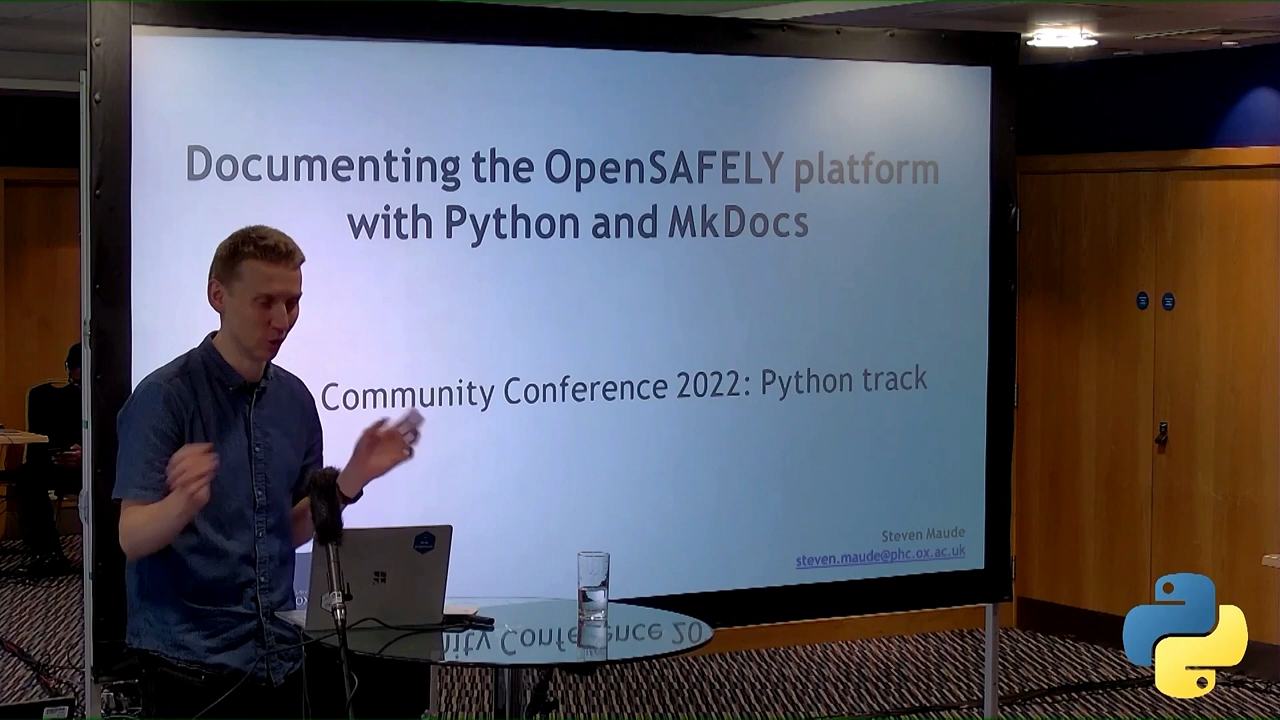 Documenting the OpenSAFELY platform
with Python and MkDocs
Community Conference 2022: Python track
Steven Maude
steven.maude@phc.ox.ac.uk